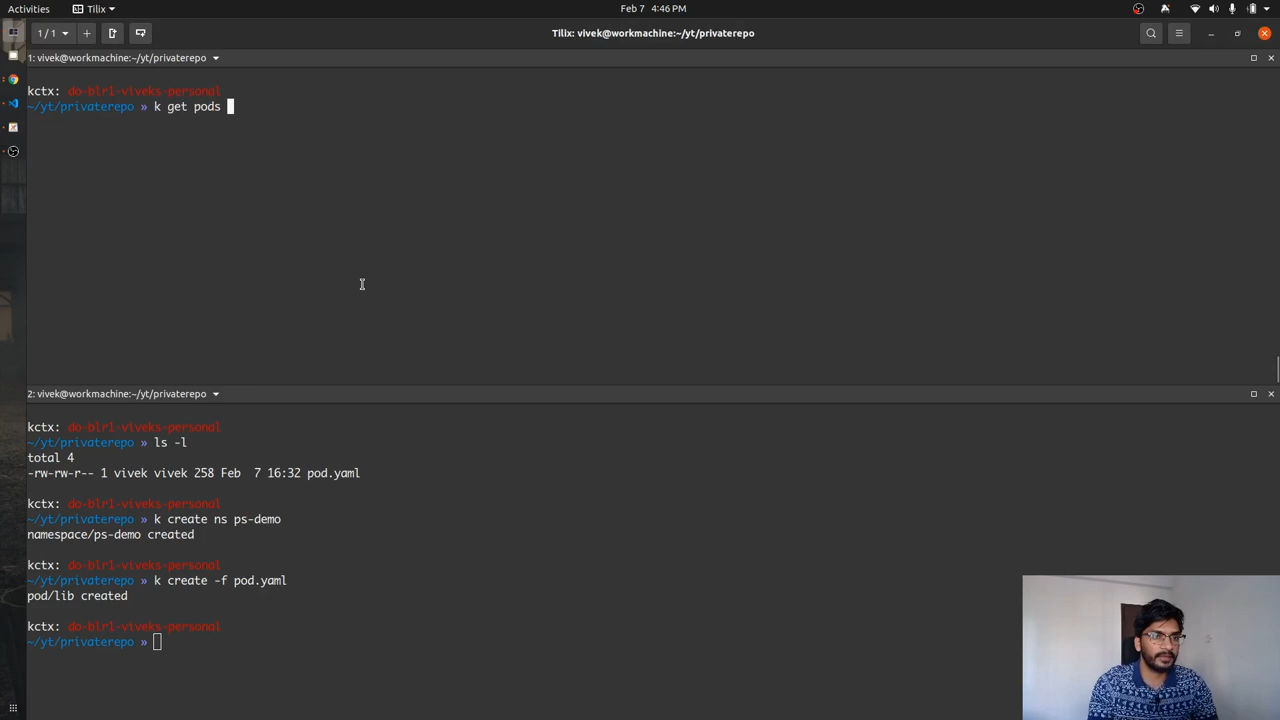 Activities
Tilix
Feb 7 4:46 PM
1 / 1
Tilix: vivek@workmachine:~/yt/privaterepo
1: vivek@workmachine:~/yt/privaterepo
kctx: do-blr1-viveks-personal
~/yt/privaterepo » k get pods
2: vivek@workmachine:~/yt/privaterepo
kctx: do-blr1-viveks-personal
~/yt/privaterepo » ls -l
total 4
-rw-rw-r-- 1 vivek vivek 258 Feb  7 16:32 pod.yaml
kctx: do-blr1-viveks-personal
~/yt/privaterepo » k create ns ps-demo
namespace/ps-demo created
kctx: do-blr1-viveks-personal
~/yt/privaterepo » k create -f pod.yaml
pod/lib created
kctx: do-blr1-viveks-personal
~/yt/privaterepo »